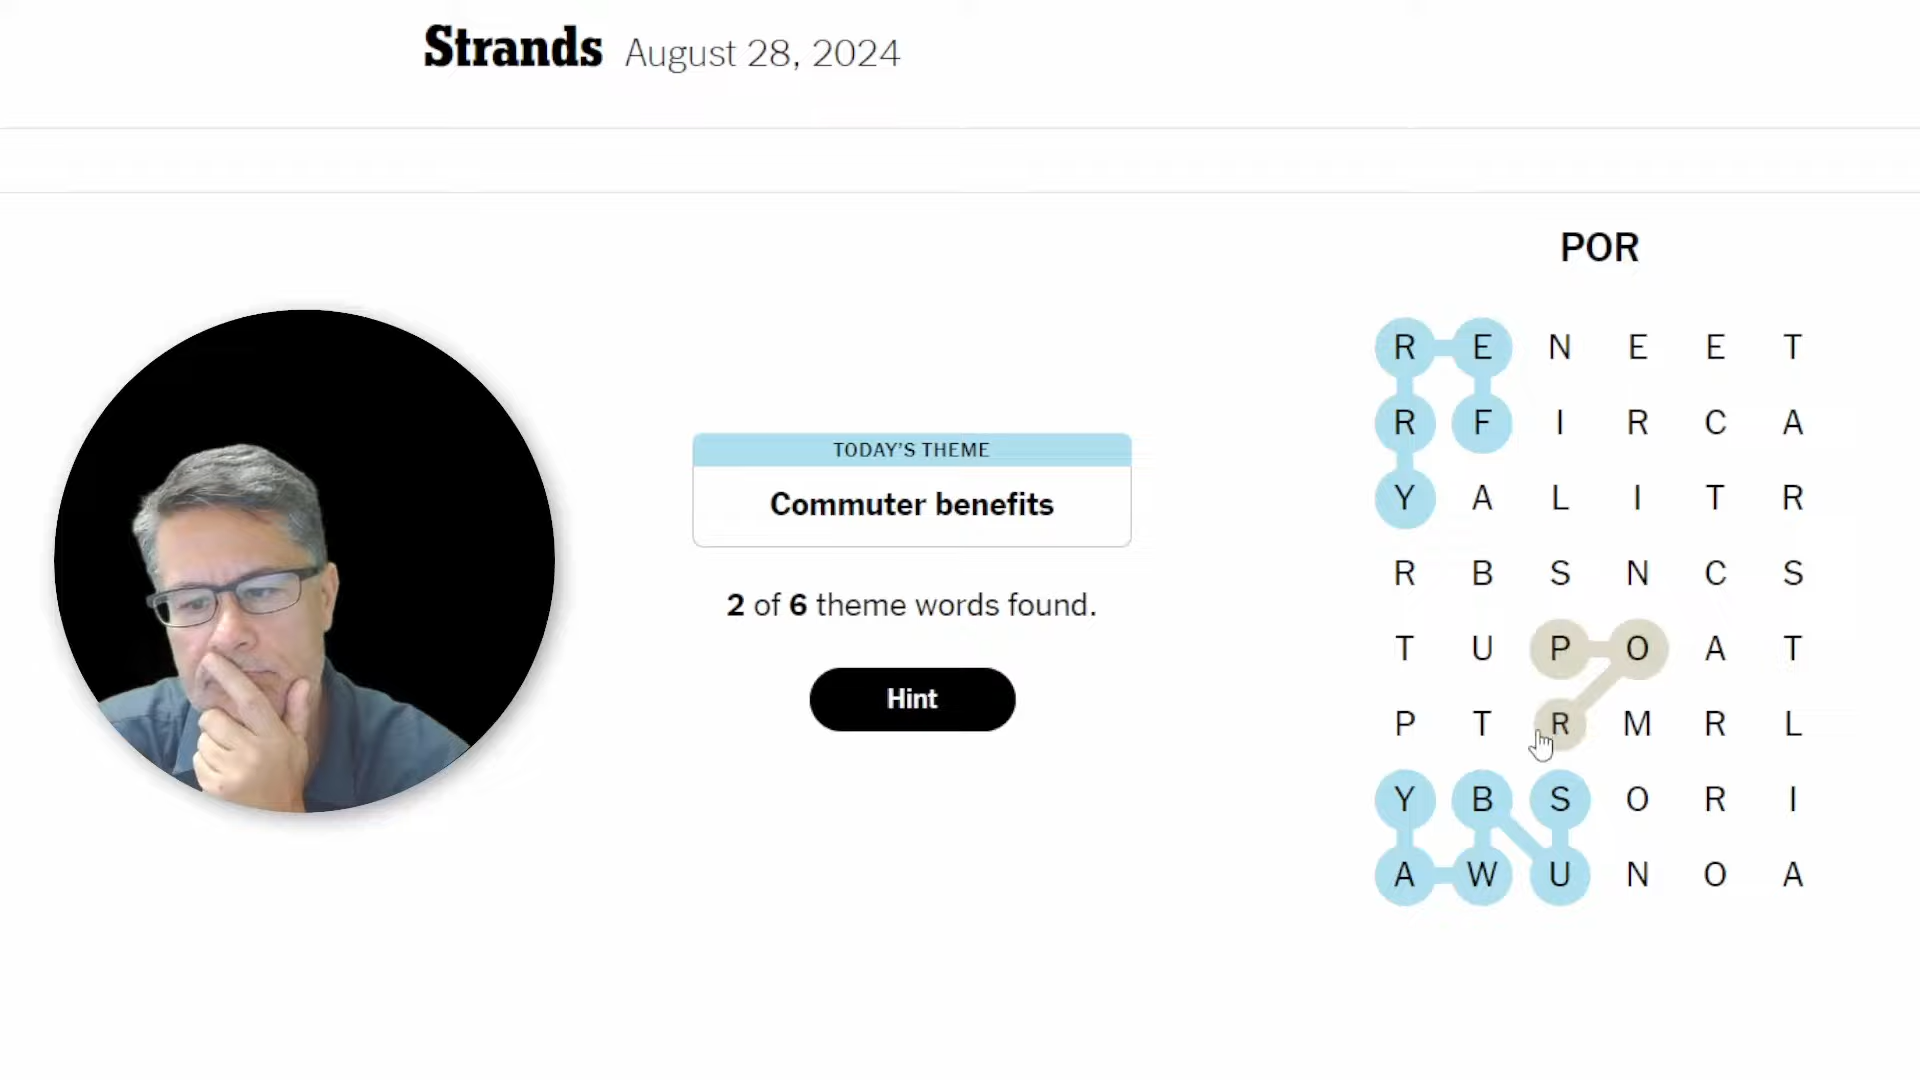 Strands August 28, 2024
POR
TODAY'S THEME
Commuter benefits
2 of 6 theme words found.
Hint
R E N E E T
R F I R C A
Y A L I T R
R B S N C S
T U P O A T
P T R M R L
Y B S O R I
A W U N O A